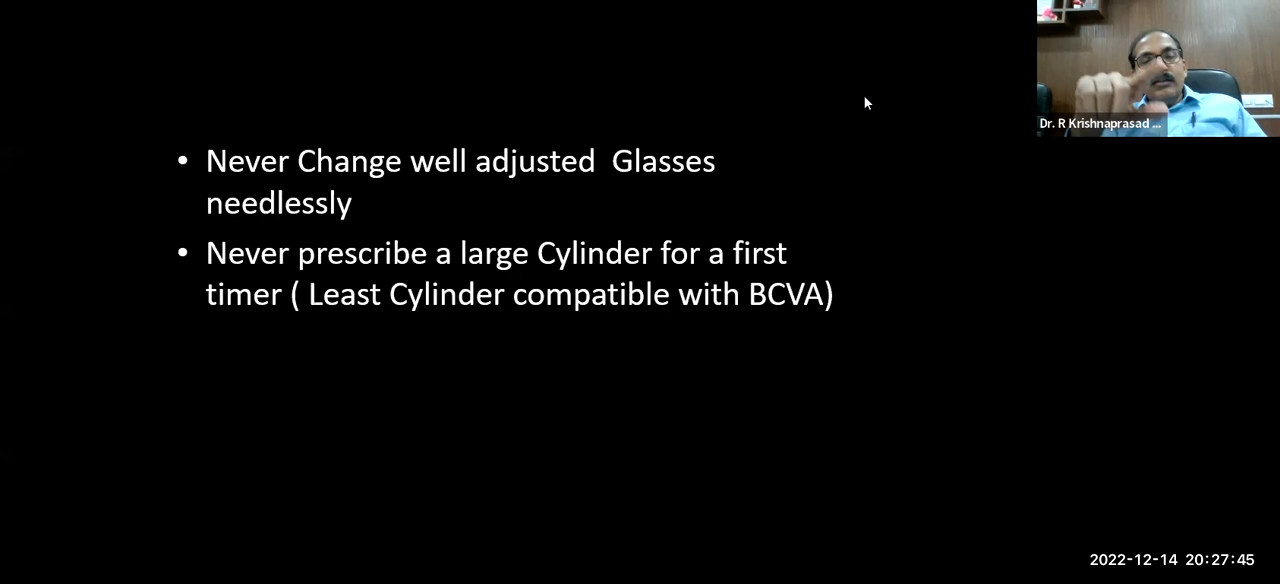 • Never Change well adjusted  Glasses
needlessly
• Never prescribe a large Cylinder for a first
timer ( Least Cylinder compatible with BCVA)
Dr. R Krishnaprasad ...
2022-12-14 20:27:45